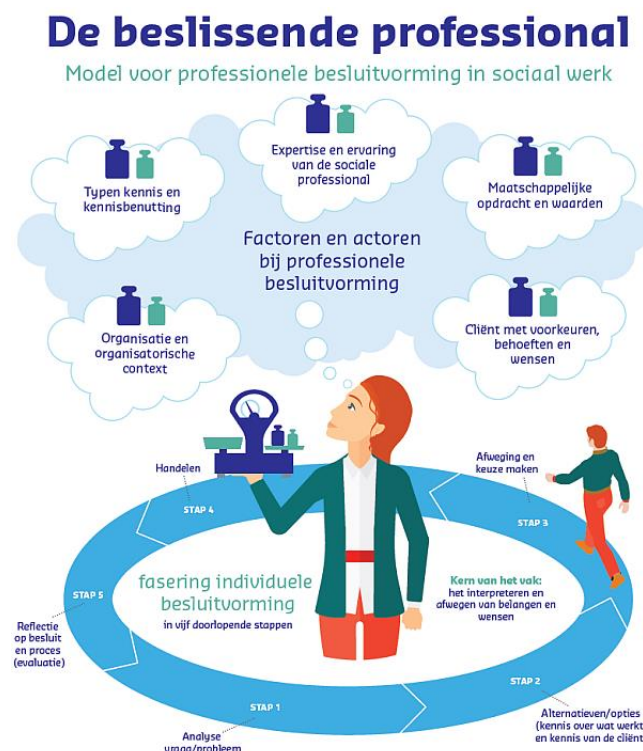 De beslissende professional
Model voor professionele besluitvorming in sociaal werk
Expertise en ervaring
van de sociale
professional
Typen kennis en
kennisbenutting
Maatschappelijke
opdracht en waarden
Factoren en actoren
bij professionele
besluitvorming
Organisatie en
organisatorische
context
Cliënt met voorkeuren,
behoeften en
wensen
Handelen
Afweging en
keuze maken
STAP 4
STAP 3
fasering individuele
besluitvorming
in vijf doorlopende stappen
Kern van het vak:
het interpreteren en
afwegen van belangen en
wensen
STAP 5
Reflectie
op besluit
en proces
(evaluatie)
STAP 2
STAP 1
Alternatieven/opties
(kennis over wat werkt
en kennis van de cliënt
Analyse
vraag/probleem